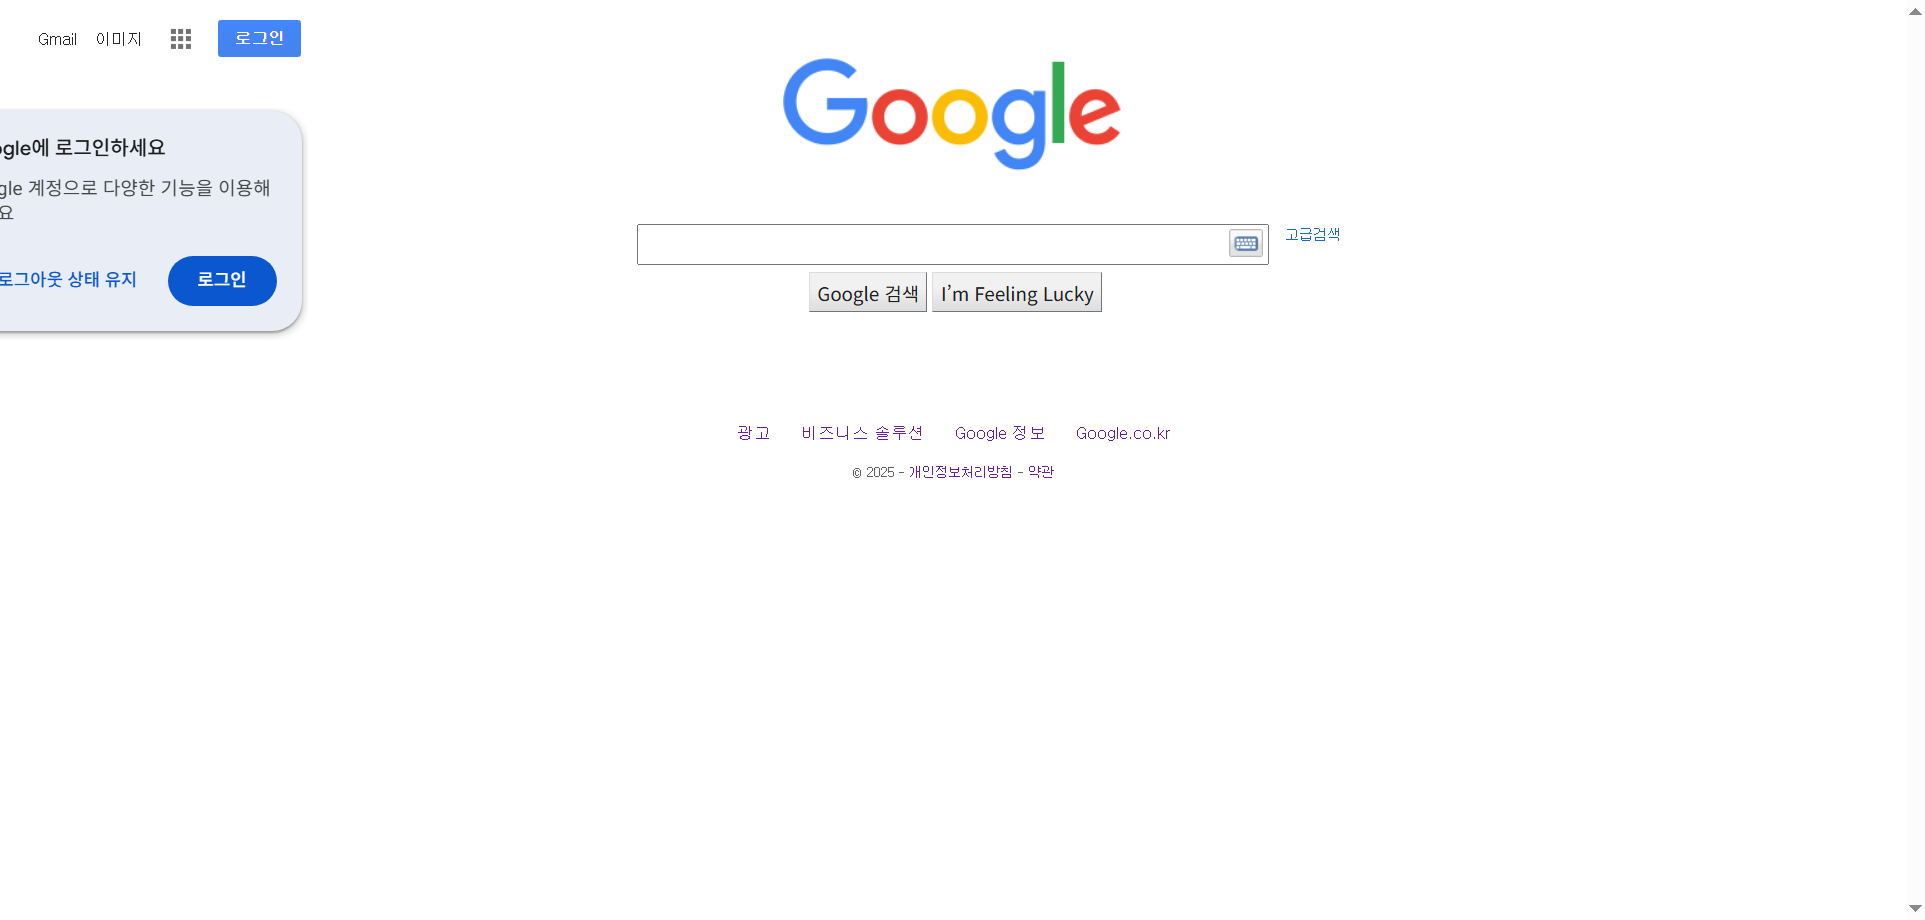 Gmail 이미지 로그인
Google
ogle에 로그인하세요
gle 계정으로 다양한 기능을 이용해
요
로그아웃 상태 유지 로그인
고급검색
Google 검색 I’m Feeling Lucky
광고 비즈니스 솔루션 Google 정보 Google.co.kr
© 2025 - 개인정보처리방침 - 약관